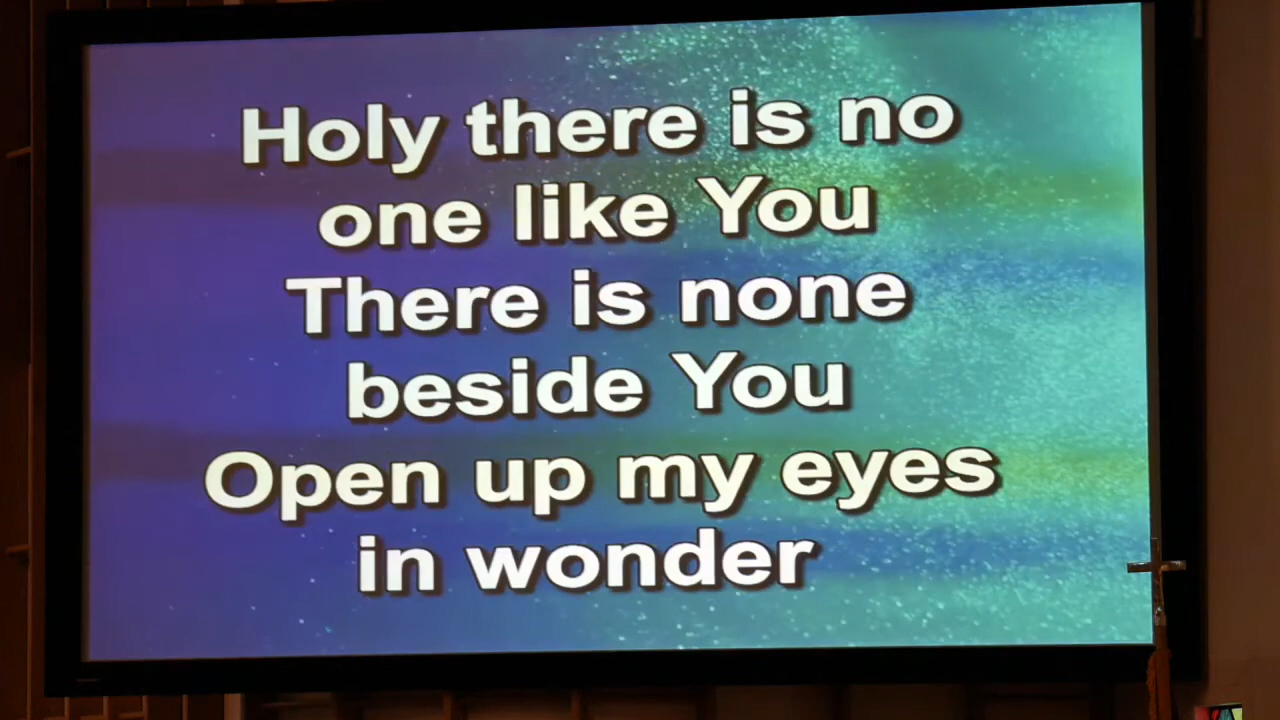 Holy there is no
one like You
There is none
beside You
Open up my eyes
in wonder